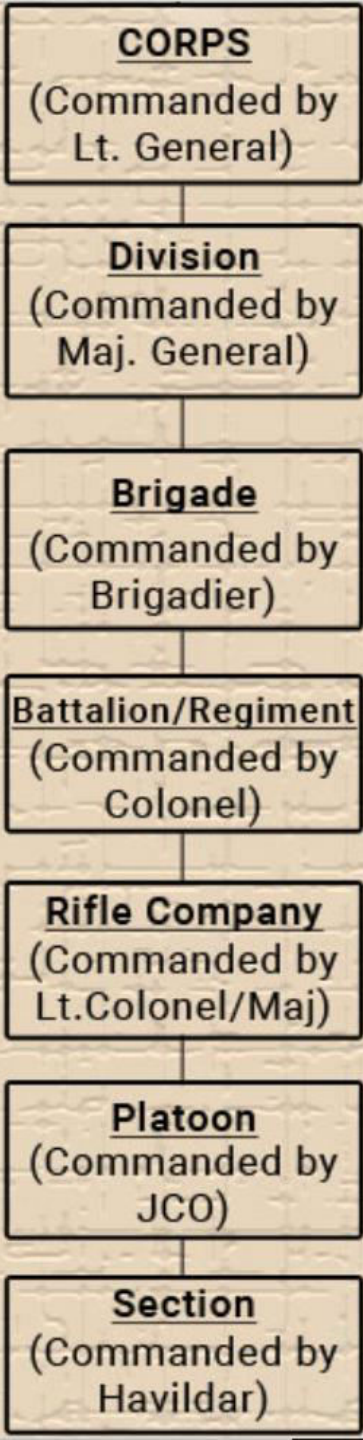 CORPS
(Commanded by
Lt. General)
Division
(Commanded by
Maj. General)
Brigade
(Commanded by
Brigadier)
Battalion/Regiment
(Commanded by
Colonel)
Rifle Company
(Commanded by
Lt.Colonel/Maj)
Platoon
(Commanded by
JCO)
Section
(Commanded by
Havildar)